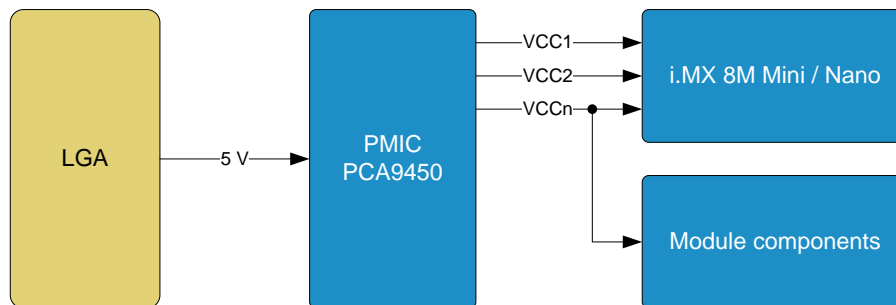 LGA
5 V
PMIC
PCA9450
VCC1
VCC2
VCCn
i.MX 8M Mini / Nano
Module components